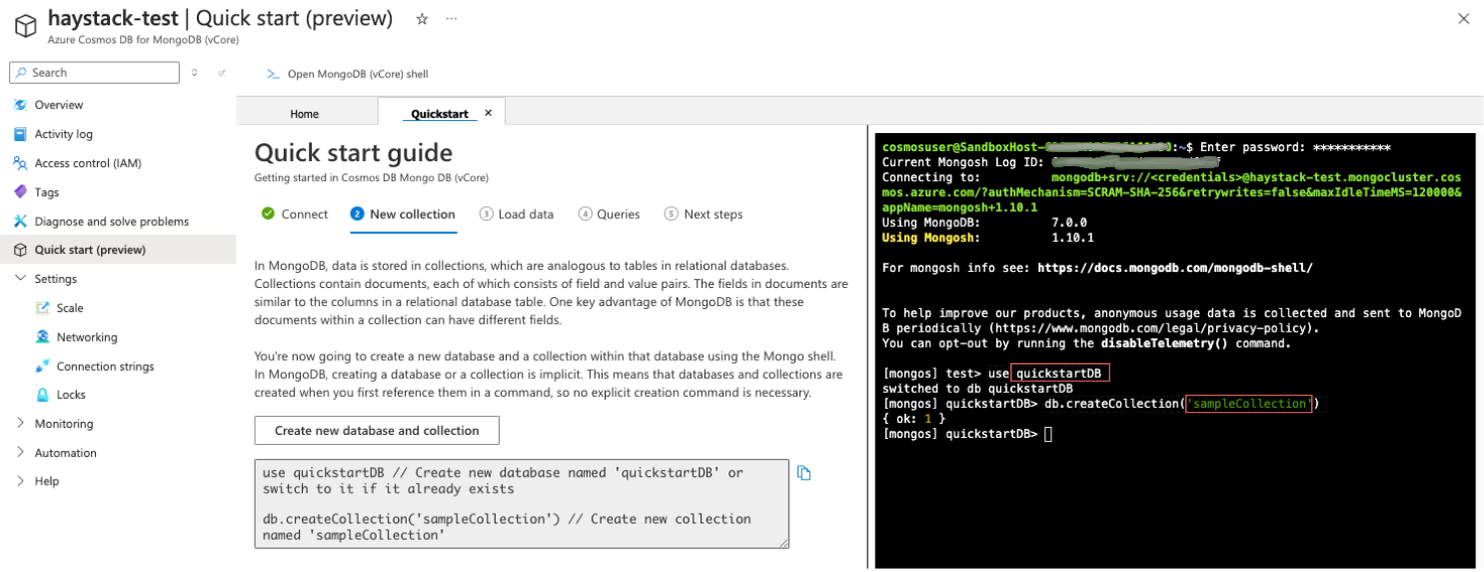 haystack-test | Quick start (preview) ☆ ···
Azure Cosmos DB for MongoDB (vCore)
Search
Overview
Activity log
Access control (IAM)
Tags
Diagnose and solve problems
Quick start (preview)
Settings
Scale
Networking
Connection strings
Locks
Monitoring
Automation
Help
Open MongoDB (vCore) shell
Home
Quickstart
Quick start guide
Getting started in Cosmos DB Mongo DB (vCore)
Connect
2 New collection
3 Load data
4 Queries
5 Next steps
In MongoDB, data is stored in collections, which are analogous to tables in relational databases.
Collections contain documents, each of which consists of field and value pairs. The fields in documents are
similar to the columns in a relational database table. One key advantage of MongoDB is that these
documents within a collection can have different fields.
You're now going to create a new database and a collection within that database using the Mongo shell.
In MongoDB, creating a database or a collection is implicit. This means that databases and collections are
created when you first reference them in a command, so no explicit creation command is necessary.
Create new database and collection
use quickstartDB // Create new database named 'quickstartDB' or
switch to it if it already exists
db.createCollection('sampleCollection') // Create new collection
named 'sampleCollection'
cosmosuser@SandboxHost-:~$ Enter password: ***********
Current Mongosh Log ID:
Connecting to: mongodb+srv://<credentials>@haystack-test.mongocluster.cos
mos.azure.com/?authMechanism=SCRAM-SHA-256&retrywrites=false&maxIdleTimeMS=120000&
appName=mongosh+1.10.1
Using MongoDB: 7.0.0
Using Mongosh: 1.10.1
For mongosh info see: https://docs.mongodb.com/mongodb-shell/
To help improve our products, anonymous usage data is collected and sent to MongoD
B periodically (https://www.mongodb.com/legal/privacy-policy).
You can opt-out by running the disableTelemetry() command.
[mongos] test> use quickstartDB
switched to db quickstartDB
[mongos] quickstartDB> db.createCollection('sampleCollection')
{ ok: 1 }
[mongos] quickstartDB>